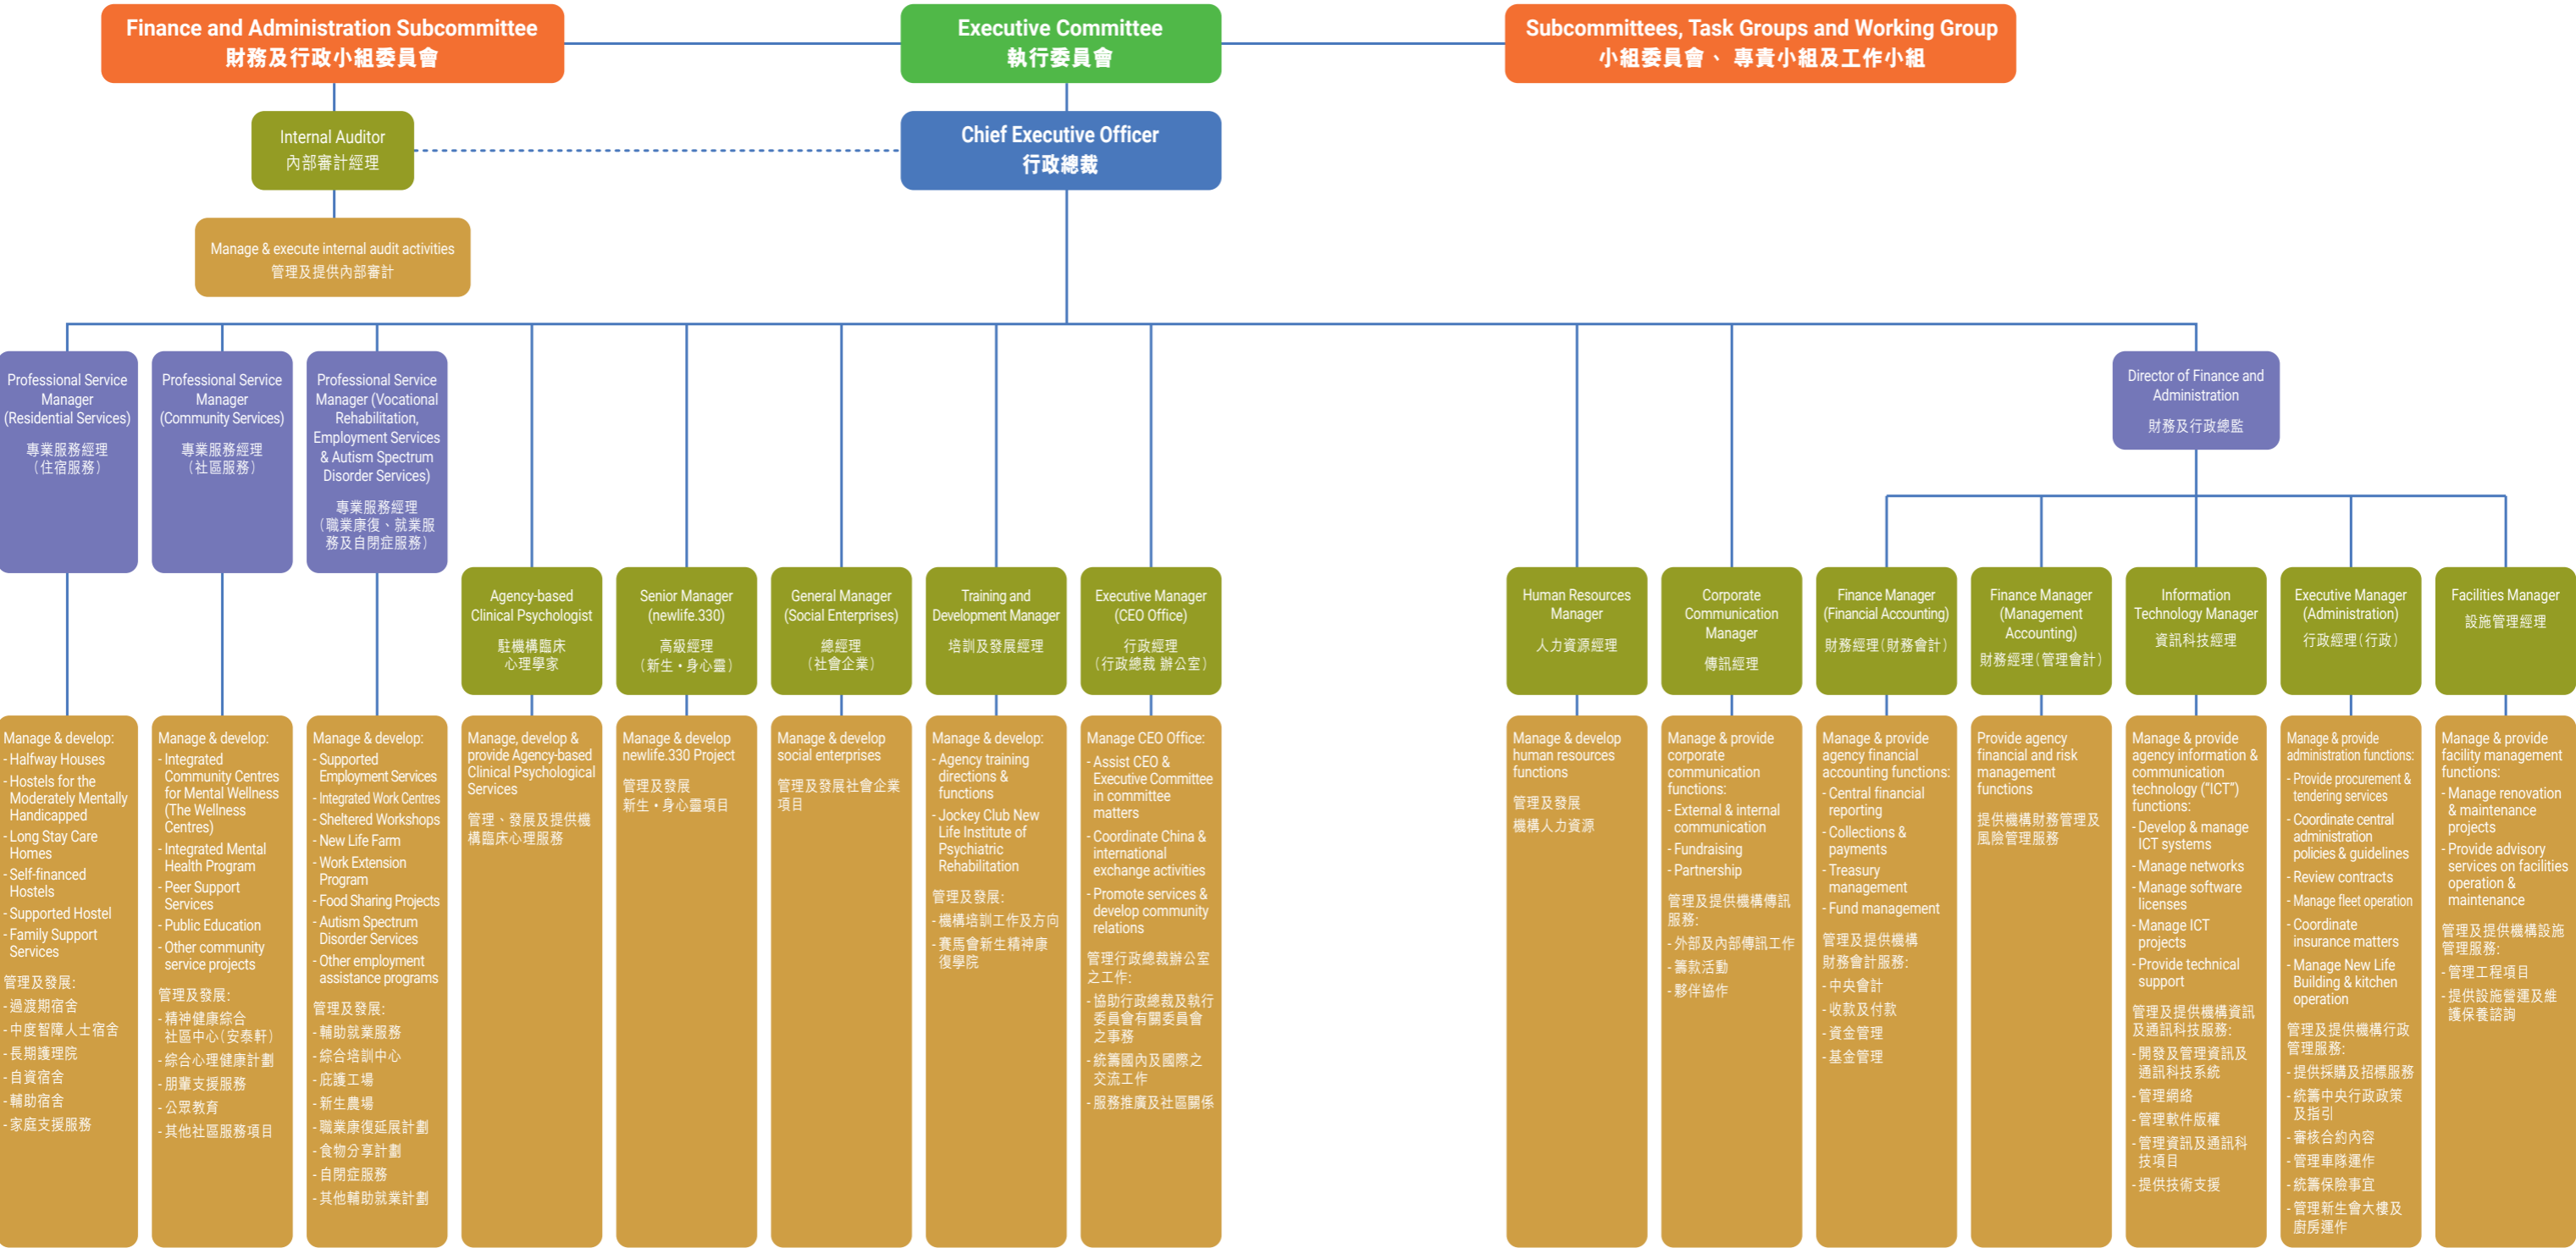 Finance and Administration Subcommittee
財務及行政小組委員會
Executive Committee
執行委員會
Subcommittees, Task Groups and Working Group
小組委員會、專責小組及工作小組
Internal Auditor
內部審計經理
Chief Executive Officer
行政總裁
Manage & execute internal audit activities
管理及提供內部審計
Professional Service
Manager
(Residential Services)
專業服務經理
（住宿服務）
Professional Service
Manager
(Community Services)
專業服務經理
（社區服務）
Professional Service
Manager (Vocational
Rehabilitation,
Employment Services
& Autism Spectrum
Disorder Services)
專業服務經理
（職業康復、就業服
務及自閉症服務）
Director of Finance and
Administration
財務及行政總監
Agency-based
Clinical Psychologist
駐機構臨床
心理學家
Senior Manager
(newlife.330)
高級經理
（新生•身心靈）
General Manager
(Social Enterprises)
總經理
（社會企業）
Training and
Development Manager
培訓及發展經理
Executive Manager
(CEO Office)
行政經理
（行政總裁 辦公室）
Human Resources
Manager
人力資源經理
Corporate
Communication
Manager
傳訊經理
Finance Manager
(Financial Accounting)
財務經理（財務會計）
Finance Manager
(Management
Accounting)
財務經理（管理會計）
Information
Technology Manager
資訊科技經理
Executive Manager
(Administration)
行政經理（行政）
Facilities Manager
設施管理經理
Manage & develop:
- Halfway Houses
- Hostels for the
Moderately Mentally
Handicapped
- Long Stay Care
Homes
- Self-financed
Hostels
- Supported Hostel
- Family Support
Services
管理及發展:
- 過渡期宿舍
- 中度智障人士宿舍
- 長期護理院
- 自資宿舍
- 輔助宿舍
- 家庭支援服務
Manage & develop:
- Integrated
Community Centres
for Mental Wellness
(The Wellness
Centres)
- Integrated Mental
Health Program
- Peer Support
Services
- Public Education
- Other community
service projects
管理及發展:
- 精神健康綜合
社區中心（安泰軒）
- 綜合心理健康計劃
- 朋輩支援服務
- 公眾教育
- 其他社區服務項目
Manage & develop:
- Supported
Employment Services
- Integrated Work Centres
- Sheltered Workshops
- New Life Farm
- Work Extension
Program
- Food Sharing Projects
- Autism Spectrum
Disorder Services
- Other employment
assistance programs
管理及發展:
- 輔助就業服務
- 綜合培訓中心
- 庇護工場
- 新生農場
- 職業康復延展計劃
- 食物分享計劃
- 自閉症服務
- 其他輔助就業計劃
Manage, develop &
provide Agency-based
Clinical Psychological
Services
管理、發展及提供機
構臨床心理服務
Manage & develop
newlife.330 Project
管理及發展
新生•身心靈項目
Manage & develop
social enterprises
管理及發展社會企業
項目
Manage & develop:
- Agency training
directions &
functions
- Jockey Club New
Life Institute of
Psychiatric
Rehabilitation
管理及發展:
- 機構培訓工作及方向
- 賽馬會新生精神康
復學院
Manage CEO Office:
- Assist CEO &
Executive Committee
in committee
matters
- Coordinate China &
international
exchange activities
- Promote services &
develop community
relations
管理行政總裁辦公室
之工作:
- 協助行政總裁及執行
委員會有關委員會
之事務
- 統籌國內及國際之
交流工作
- 服務推廣及社區關係
Manage & develop
human resources
functions
管理及發展
機構人力資源
Manage & provide
corporate
communication
functions:
- External & internal
communication
- Fundraising
- Partnership
管理及提供機構傳訊
服務:
- 外部及內部傳訊工作
- 籌款活動
- 夥伴協作
Manage & provide
agency financial
accounting functions:
- Central financial
reporting
- Collections &
payments
- Treasury
management
- Fund management
管理及提供機構
財務會計服務:
- 中央會計
- 收款及付款
- 資金管理
- 基金管理
Provide agency
financial and risk
management
functions
提供機構財務管理及
風險管理服務
Manage & provide
agency information &
communication
technology ("ICT")
functions:
- Develop & manage
ICT systems
- Manage networks
- Manage software
licenses
- Manage ICT
projects
- Provide technical
support
管理及提供機構資訊
及通訊科技服務:
- 開發及管理資訊及
通訊科技系統
- 管理網絡
- 管理軟件版權
- 管理資訊及通訊科
技項目
- 提供技術支援
Manage & provide
administration functions:
- Provide procurement &
tendering services
- Coordinate central
administration
policies & guidelines
- Review contracts
- Manage fleet operation
- Coordinate
insurance matters
- Manage New Life
Building & kitchen
operation
管理及提供機構行政
管理服務:
- 提供採購及招標服務
- 統籌中央行政政策
及指引
- 審核合約內容
- 管理車隊運作
- 統籌保險事宜
- 管理新生會大樓及
廚房運作
Manage & provide
facility management
functions:
- Manage renovation
& maintenance
projects
- Provide advisory
services on facilities
operation &
maintenance
管理及提供機構設施
管理服務:
- 管理工程項目
- 提供設施營運及維
護保養諮詢